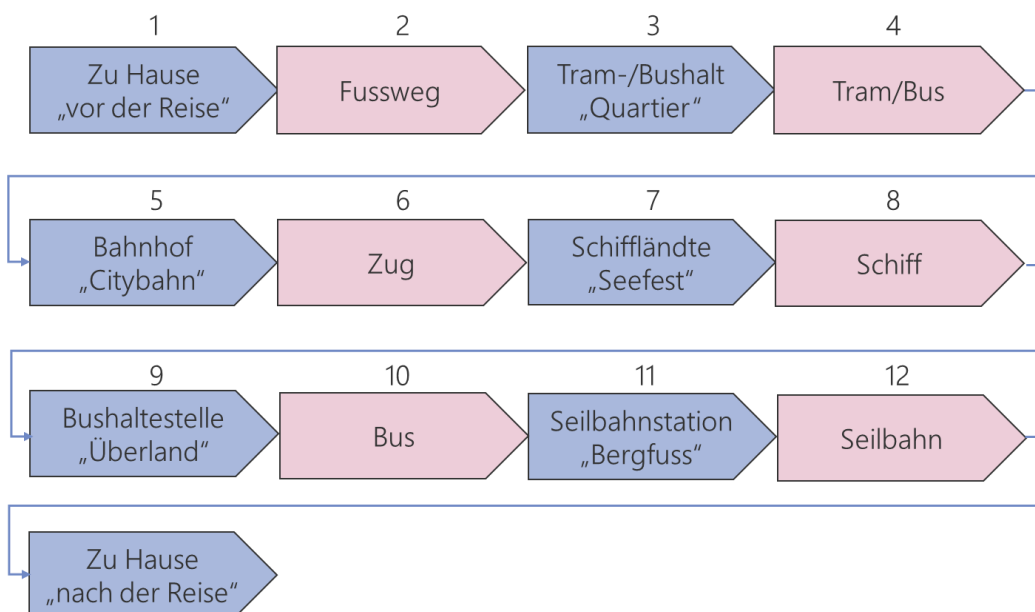 1
2
3
4
Zu Hause
„vor der Reise“
Fussweg
Tram-/Bushalt
„Quartier“
Tram/Bus
5
6
7
8
Bahnhof
„Citybahn“
Zug
Schiffländte
„Seefest“
Schiff
9
10
11
12
Bushaltestelle
„Überland“
Bus
Seilbahnstation
„Bergfuss“
Seilbahn
Zu Hause
„nach der Reise“